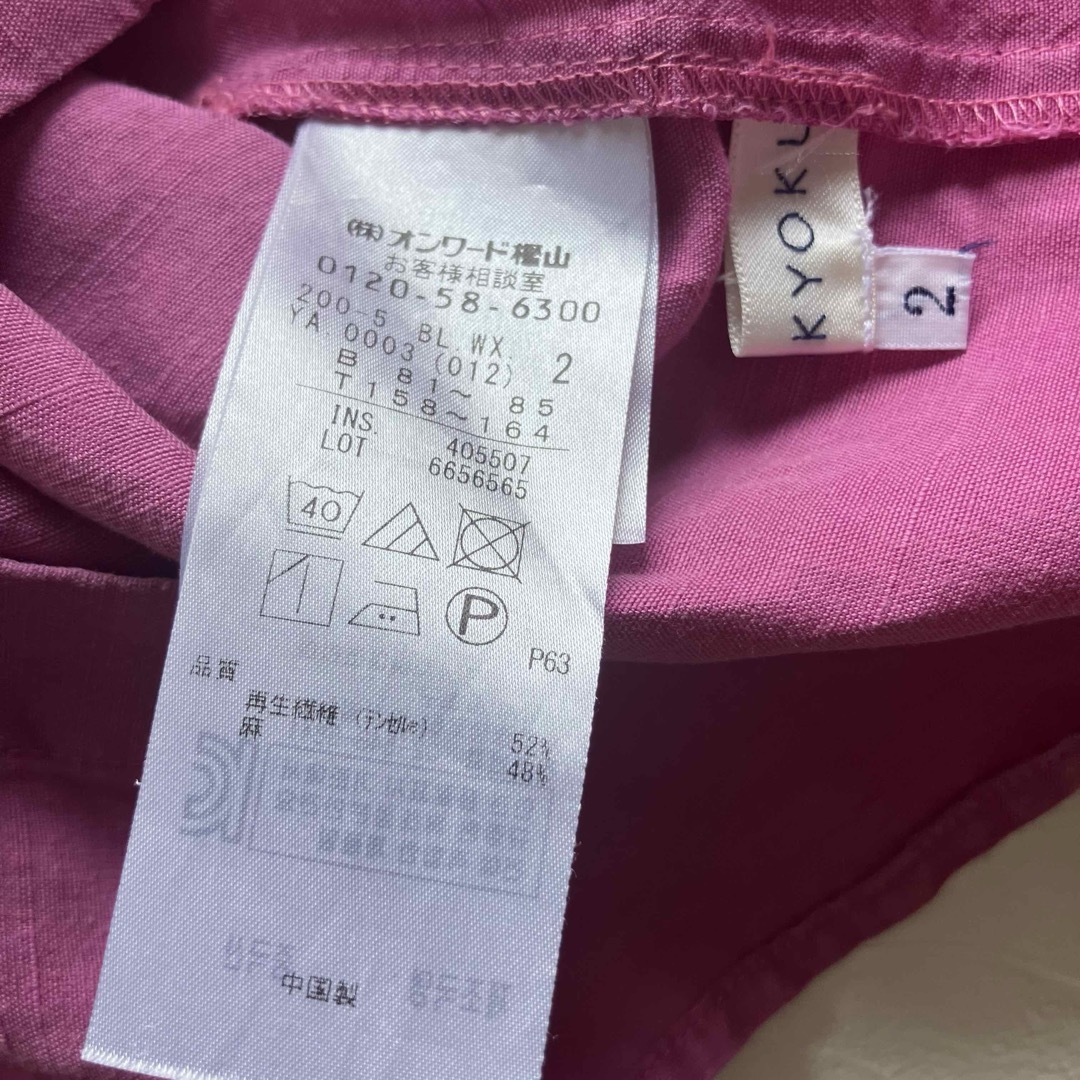 (株)オンワード樫山
お客様相談室
0120-58-6300
200-5 BL WX
YA 0003 (012) 2
B 81～ 85
T158～164
INS 405507
LOT 6656565
40
P
P63
品質
再生繊維(テンセル®) 52%
麻 48%
中国製
KYOKU
2